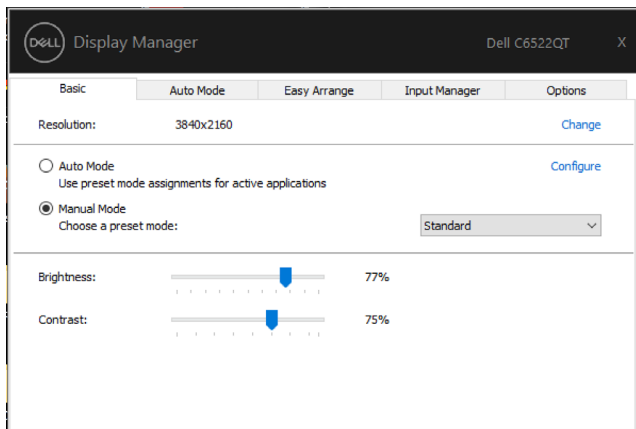 DELL Display Manager Dell C6522QT X
Basic Auto Mode Easy Arrange Input Manager Options
Resolution: 3840x2160 Change
Auto Mode Configure
Use preset mode assignments for active applications
Manual Mode
Choose a preset mode: Standard
Brightness: 77%
Contrast: 75%